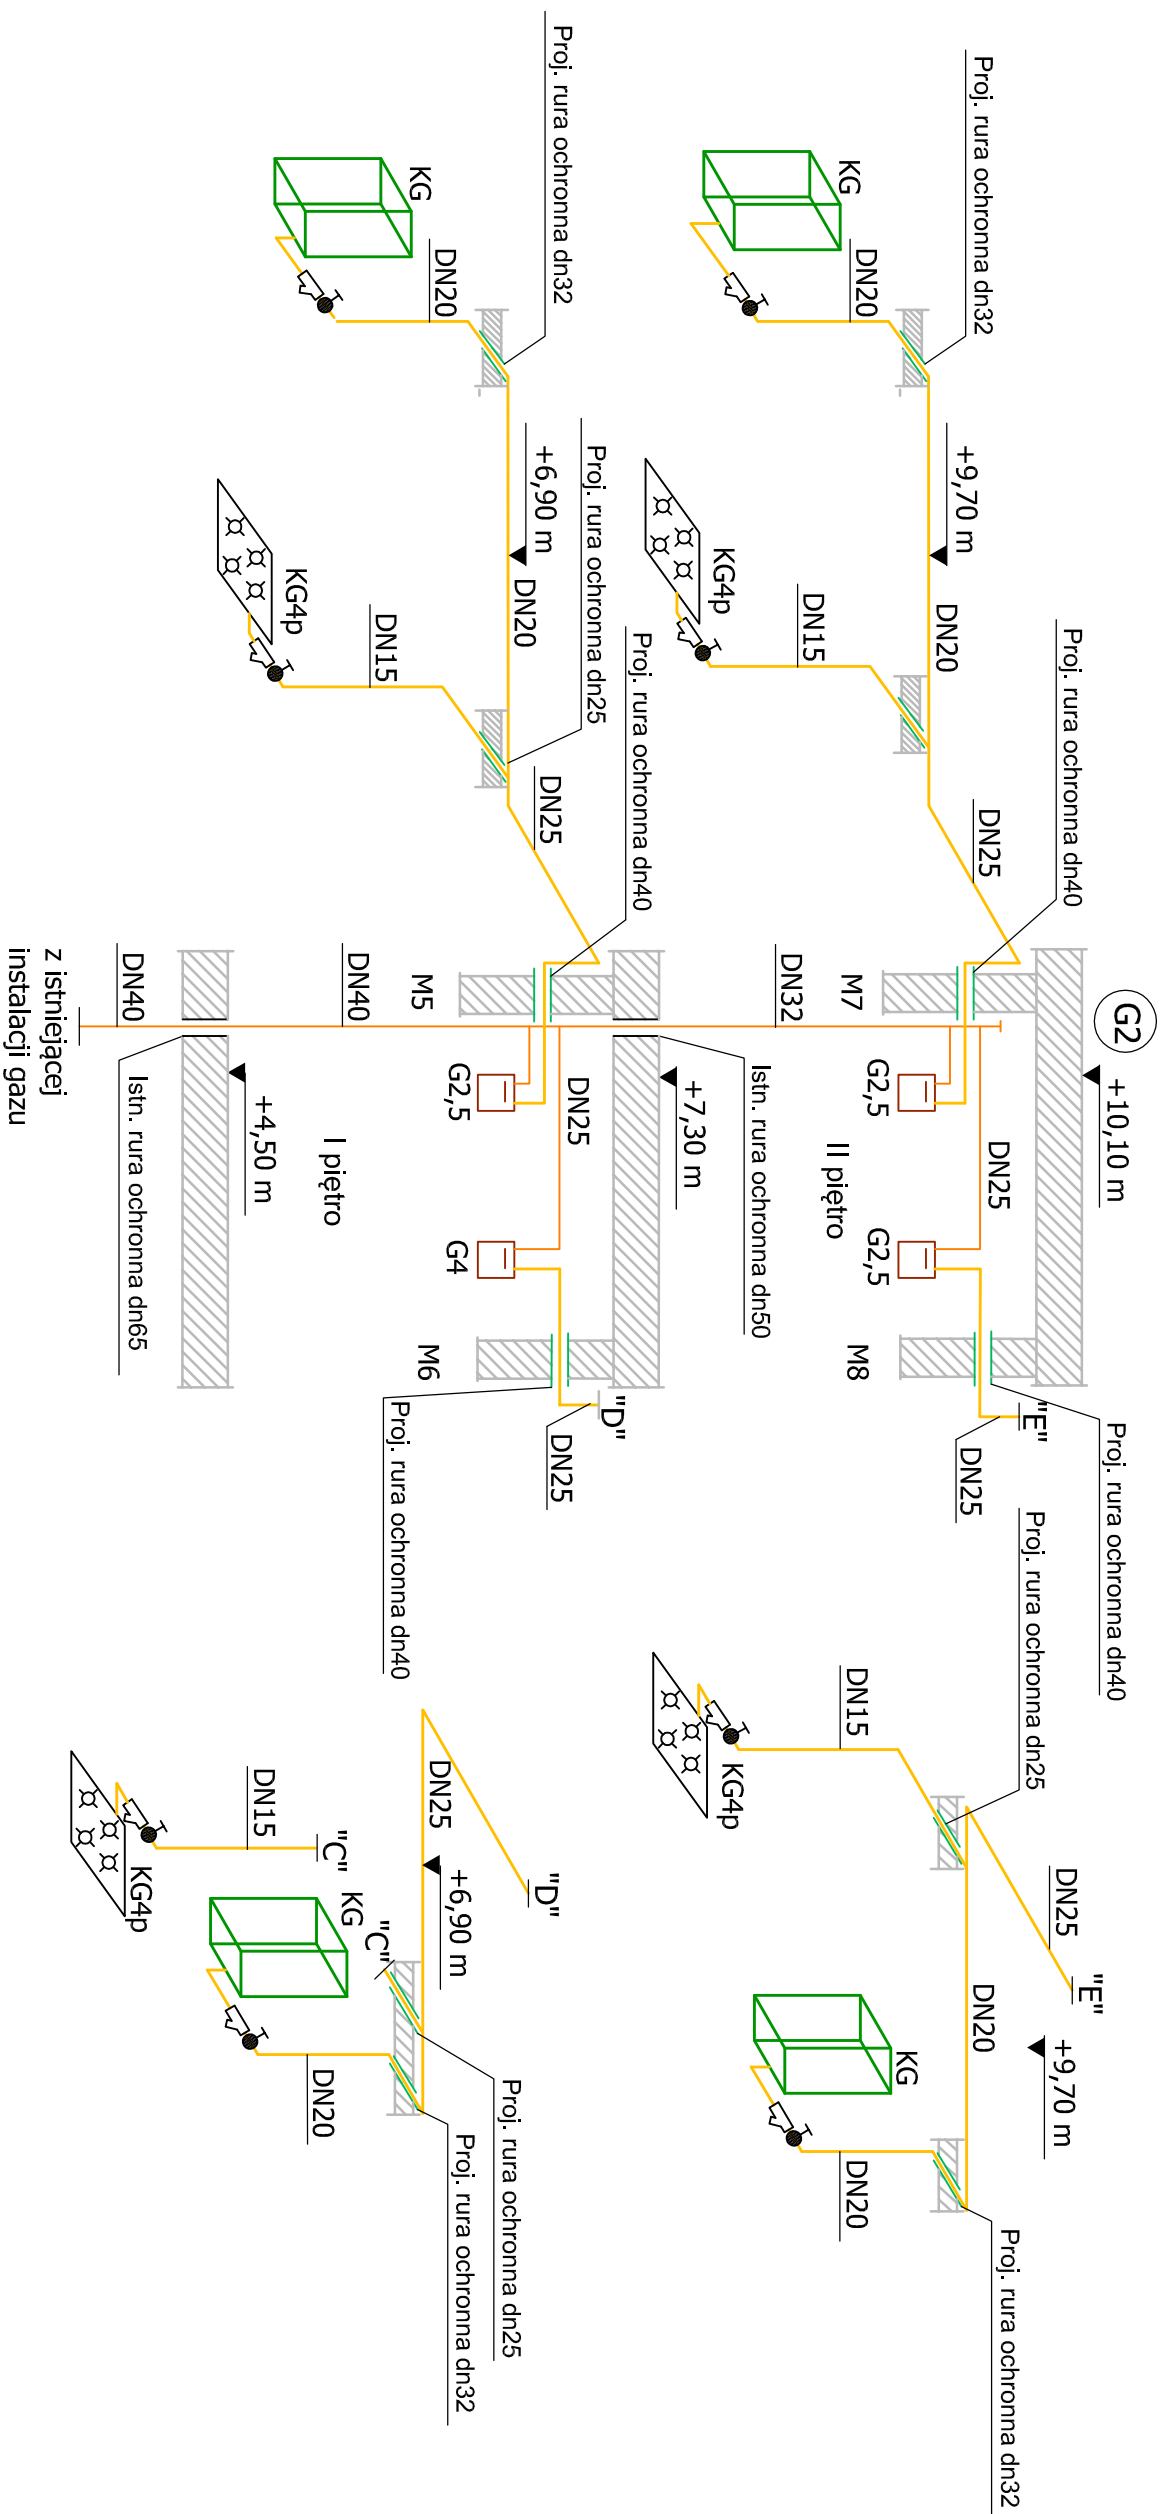 G2
+10,10 m
Proj. rura ochronna dn32
KG
DN20
+9,70 m
DN20
KG4p
DN15
Proj. rura ochronna dn40
DN25
M7
G2,5
DN25
II piętro
G2,5
M8
"E"
DN25
Proj. rura ochronna dn40
Proj. rura ochronna dn25
DN15
KG4p
DN25
"E"
DN20
+9,70 m
KG
DN20
Proj. rura ochronna dn32
Proj. rura ochronna dn32
KG
DN20
+6,90 m
Proj. rura ochronna dn25
DN20
KG4p
DN15
Proj. rura ochronna dn40
DN25
DN32
+7,30 m
Istn. rura ochronna dn50
M5
G2,5
DN25
G4
M6
"D"
DN25
Proj. rura ochronna dn40
DN40
I piętro
+4,50 m
Istn. rura ochronna dn65
DN40
z istniejącej
instalacji gazu
"D"
DN25
+6,90 m
"C"
Proj. rura ochronna dn25
Proj. rura ochronna dn32
KG
DN20
"C"
DN15
KG4p